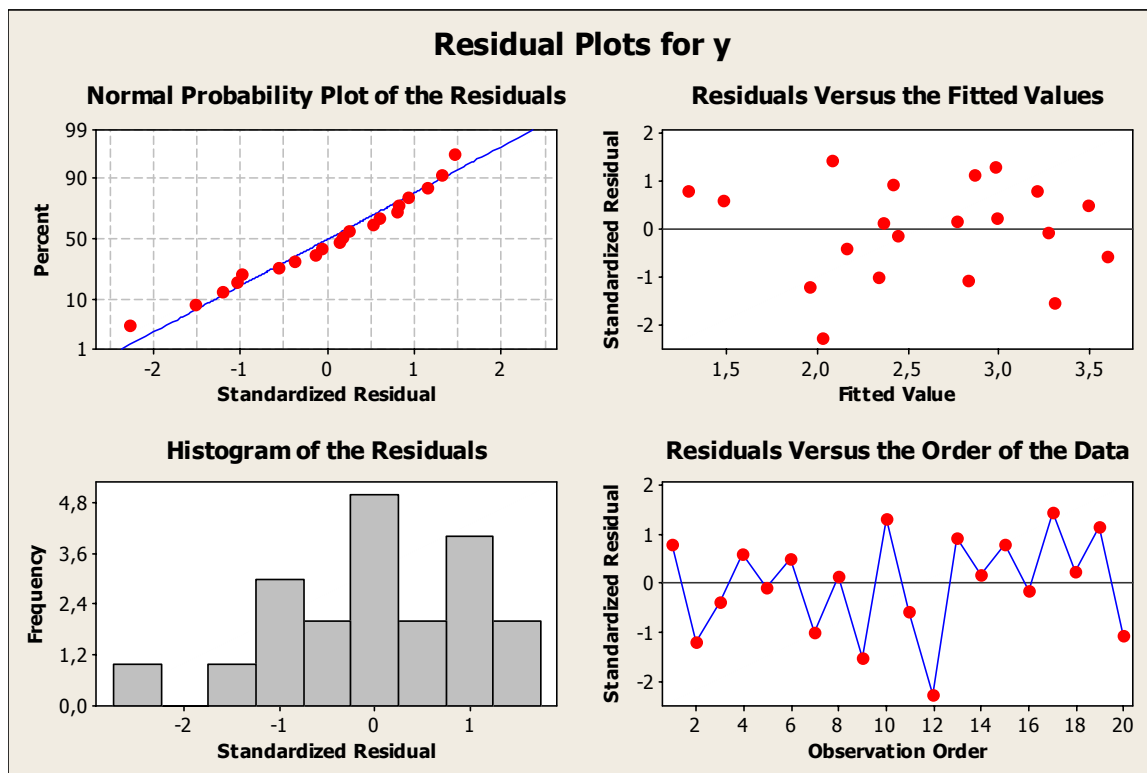 Residual Plots for y
Normal Probability Plot of the Residuals
99
90
50
10
1
Percent
-2 -1 0 1 2
Standardized Residual
Residuals Versus the Fitted Values
2
1
0
-1
-2
Standardized Residual
1,5 2,0 2,5 3,0 3,5
Fitted Value
Histogram of the Residuals
4,8
3,6
2,4
1,2
0,0
Frequency
-2 -1 0 1
Standardized Residual
Residuals Versus the Order of the Data
2
1
0
-1
-2
Standardized Residual
2 4 6 8 10 12 14 16 18 20
Observation Order